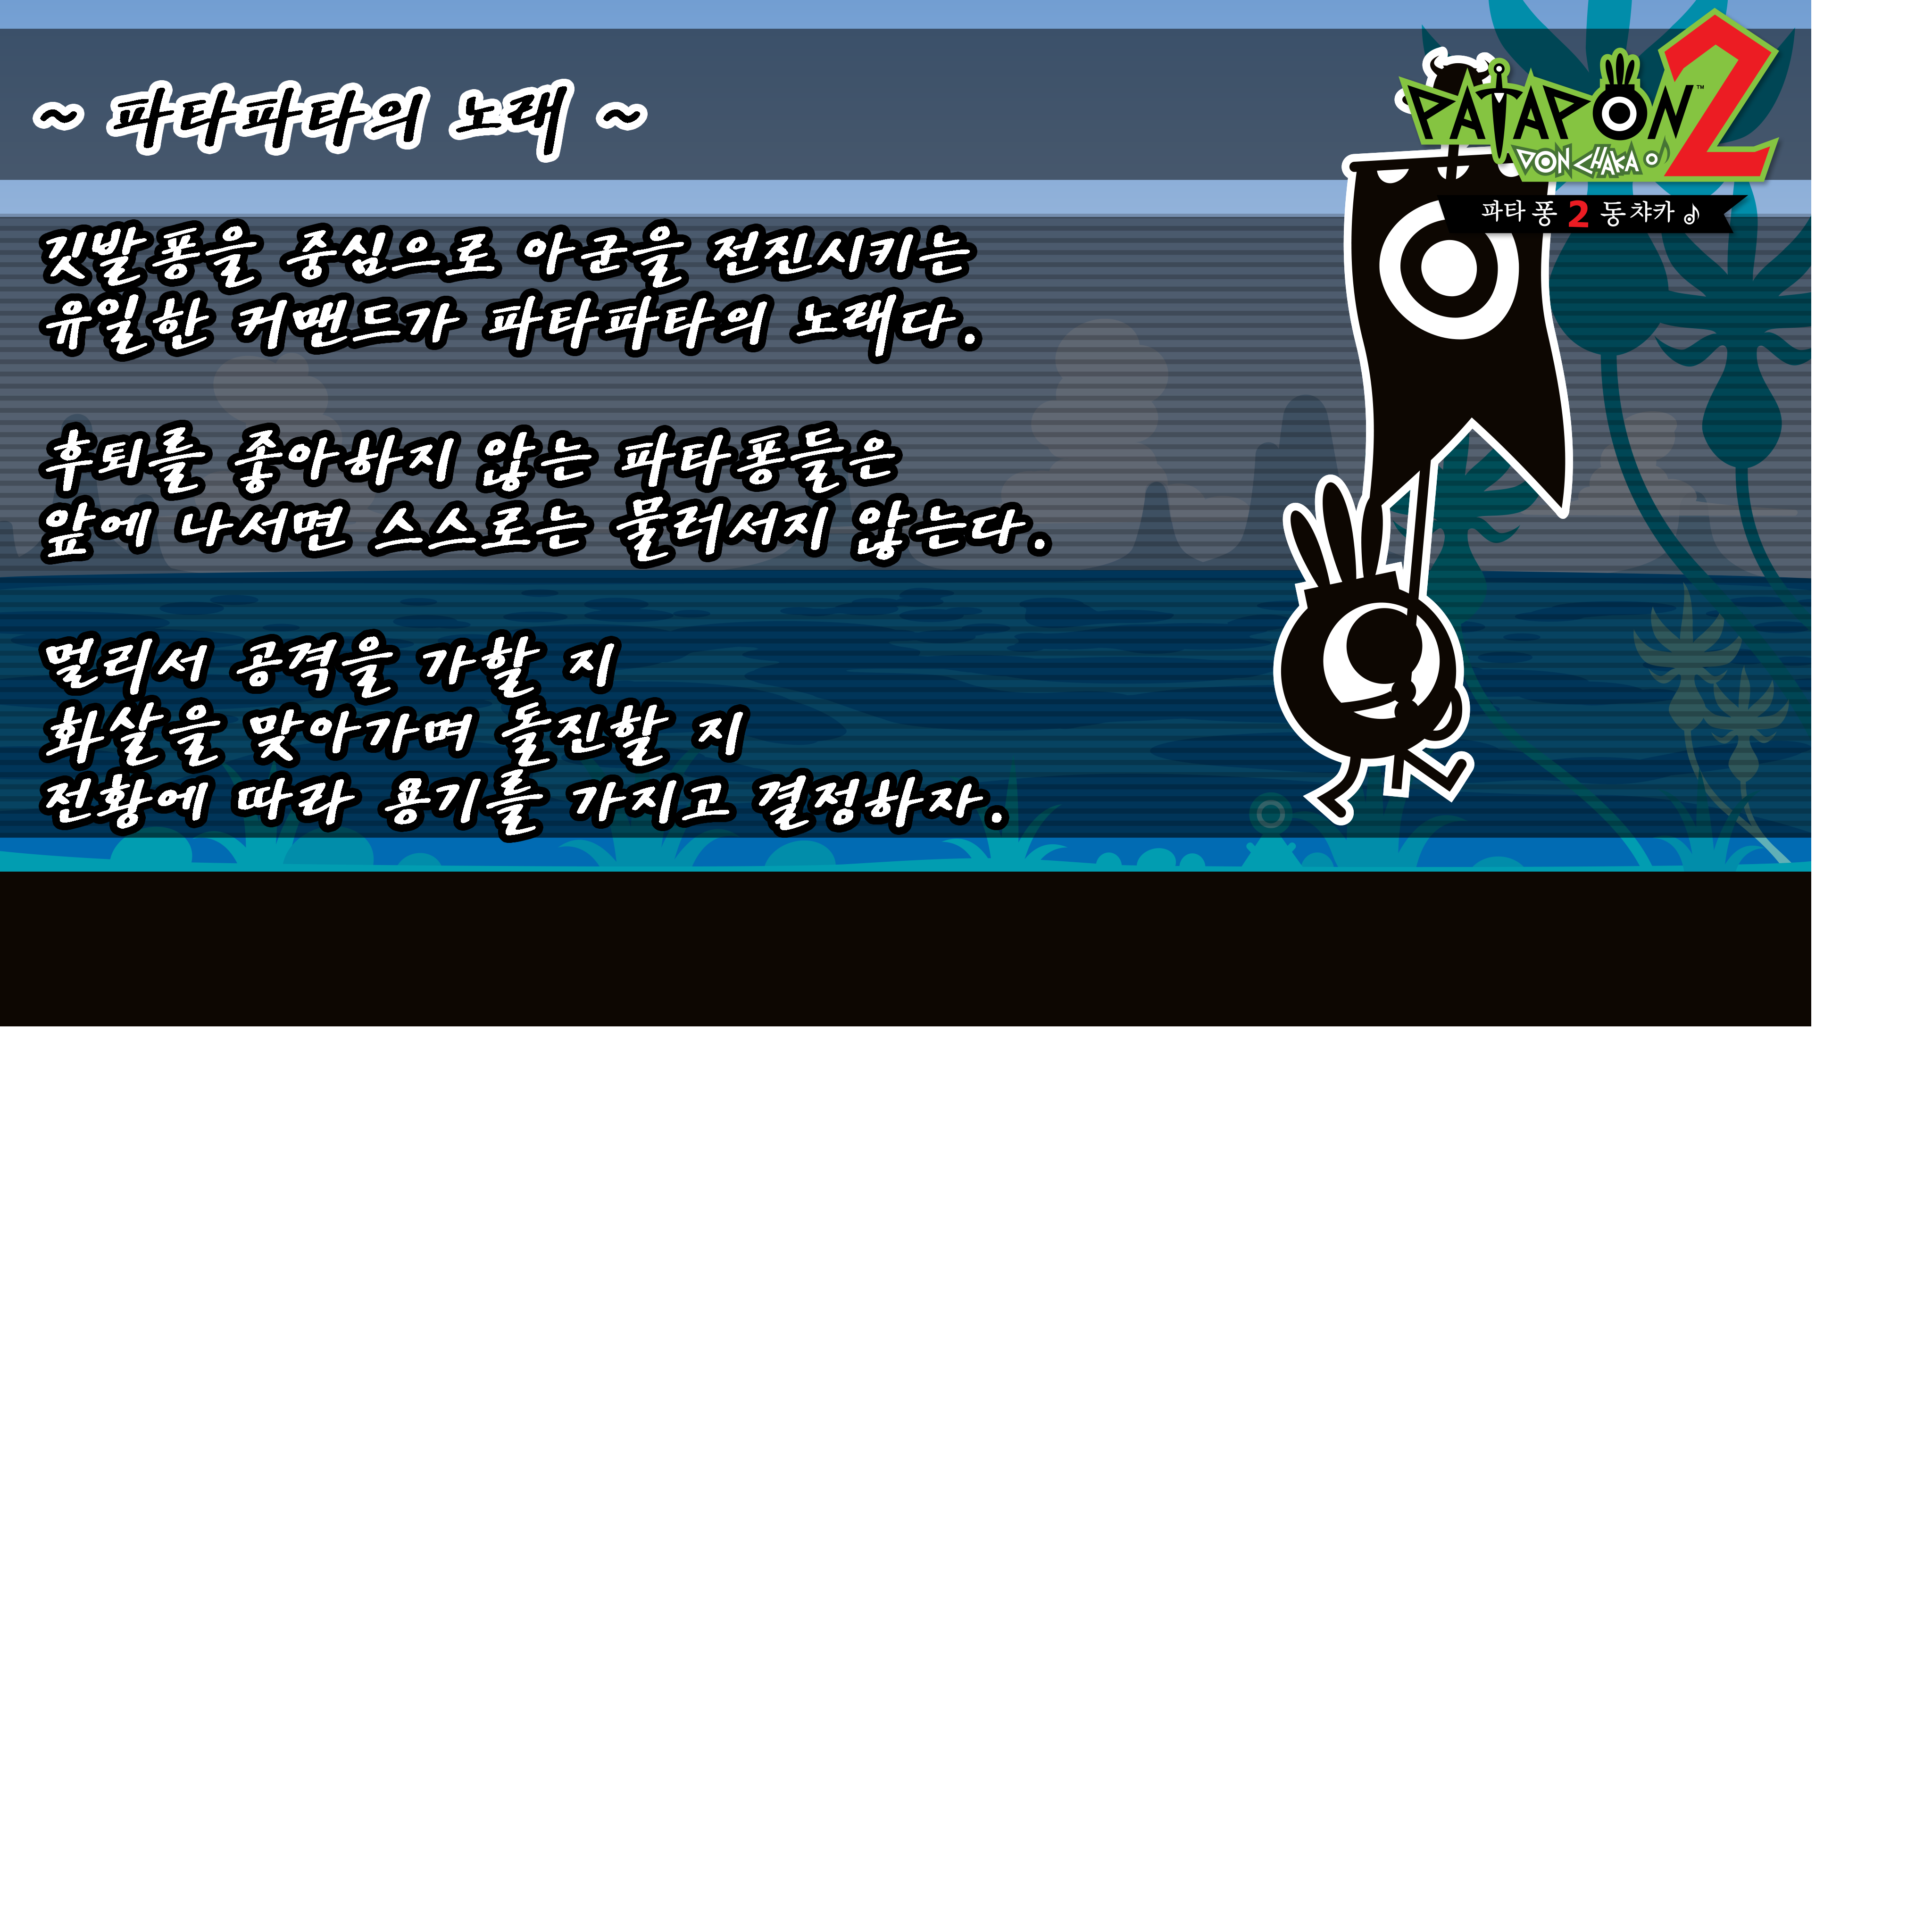 ~ 파타파타의 노래 ~
PATAPON 2
DON CHAKA♪
파타퐁 2 동챠카 ♪
깃발퐁을 중심으로 아군을 전진시키는
유일한 커맨드가 파타파타의 노래다.
후퇴를 좋아하지 않는 파타퐁들은
앞에 나서면 스스로는 물러서지 않는다.
멀리서 공격을 가할 지
화살을 맞아가며 돌진할 지
전황에 따라 용기를 가지고 결정하자.